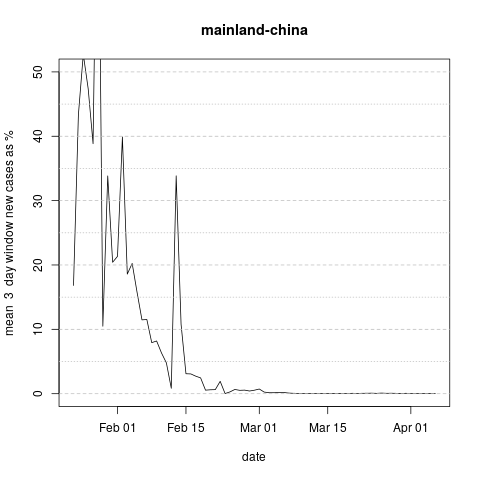 mainland-china
mean 3 day window new cases as %
50
40
30
20
10
0
Feb 01
Feb 15
Mar 01
Mar 15
Apr 01
date